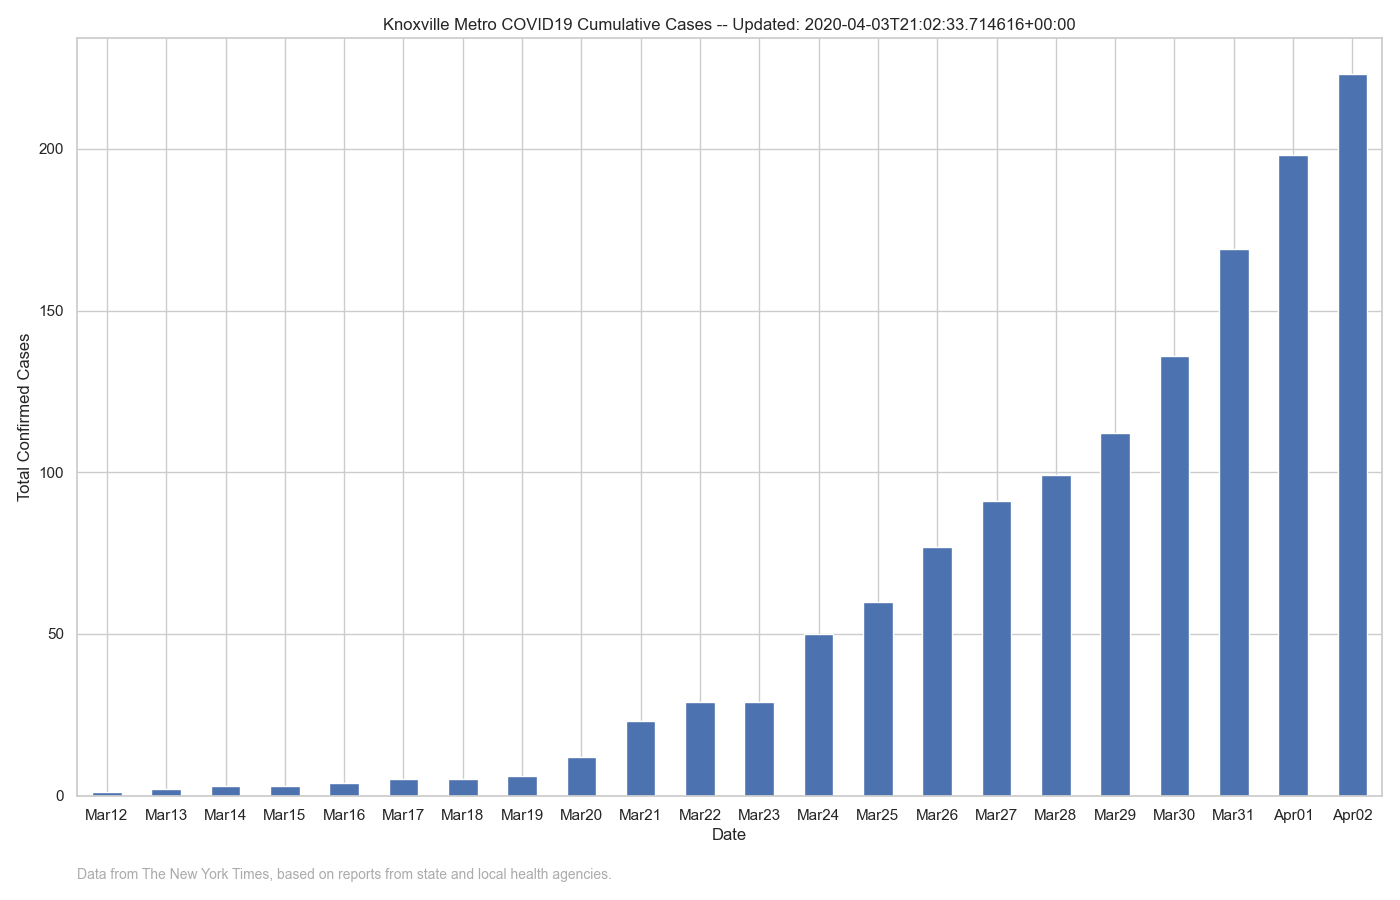 Knoxville Metro COVID19 Cumulative Cases -- Updated: 2020-04-03T21:02:33.714616+00:00
Total Confirmed Cases
200
150
100
50
0
Mar12 Mar13 Mar14 Mar15 Mar16 Mar17 Mar18 Mar19 Mar20 Mar21 Mar22 Mar23 Mar24 Mar25 Mar26 Mar27 Mar28 Mar29 Mar30 Mar31 Apr01 Apr02
Date
Data from The New York Times, based on reports from state and local health agencies.